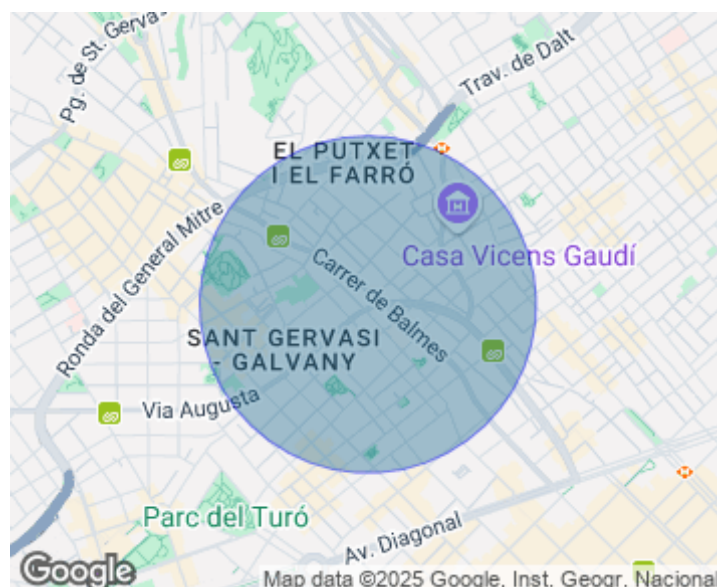 Pg. de St. Gervas
Trav. de Dalt
EL PUTXET
I EL FARRÓ
Ronda del General Mitre
Casa Vicens Gaudí
Carrer de Balmes
SANT GERVASI
- GALVANY
Via Augusta
Parc del Turó
Av. Diagonal
Google
Map data ©2025 Google, Inst. Geogr. Nacional